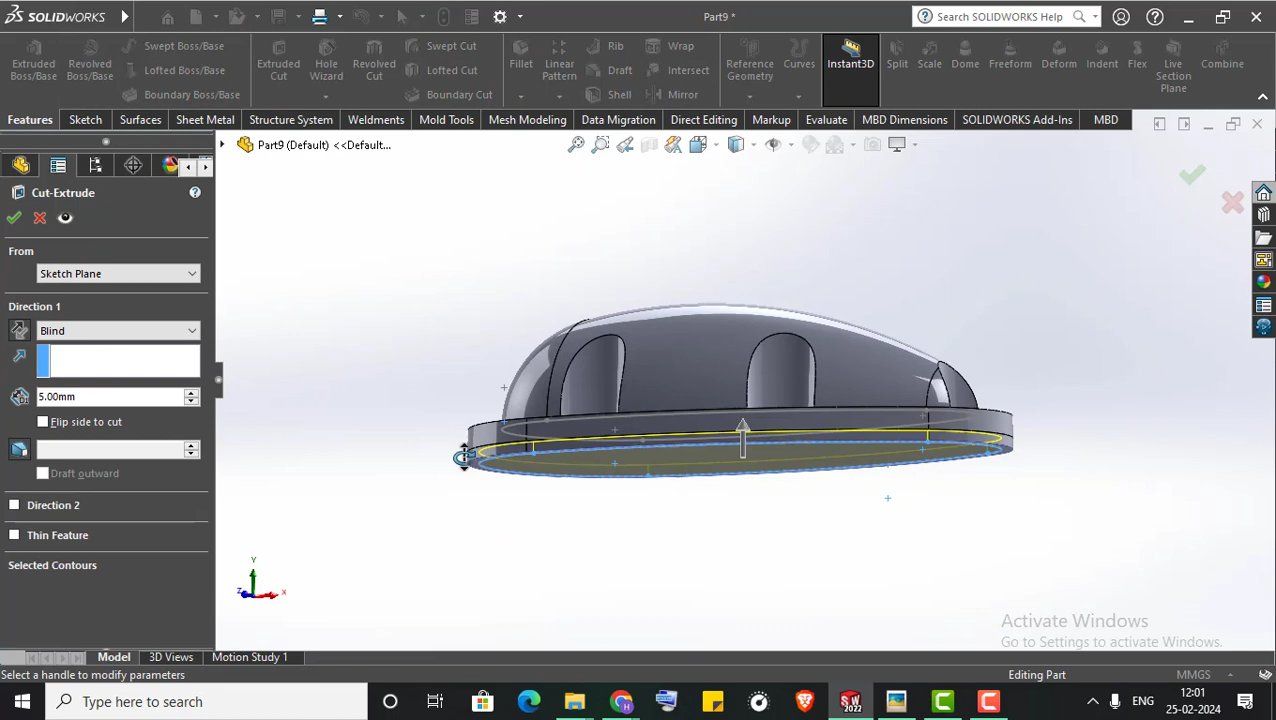 SOLIDWORKS
Part9 *
Search SOLIDWORKS Help
Extruded Boss/Base
Revolved Boss/Base
Swept Boss/Base
Lofted Boss/Base
Boundary Boss/Base
Extruded Cut
Hole Wizard
Revolved Cut
Swept Cut
Lofted Cut
Boundary Cut
Fillet
Linear Pattern
Rib
Draft
Shell
Wrap
Intersect
Mirror
Reference Geometry
Curves
Instant3D
Split
Scale
Dome
Freeform
Deform
Indent
Flex
Live Section Plane
Combine
Features
Sketch
Surfaces
Sheet Metal
Structure System
Weldments
Mold Tools
Mesh Modeling
Data Migration
Direct Editing
Markup
Evaluate
MBD Dimensions
SOLIDWORKS Add-Ins
MBD
Part9 (Default) <<Default...
Cut-Extrude
From
Sketch Plane
Direction 1
Blind
5.00mm
Flip side to cut
Draft outward
Direction 2
Thin Feature
Selected Contours
Y
Z
X
Activate Windows
Go to Settings to activate Windows.
Model
3D Views
Motion Study 1
Select a handle to modify parameters
Editing Part
MMGS
Type here to search
SW
2022
ENG
12:01
25-02-2024